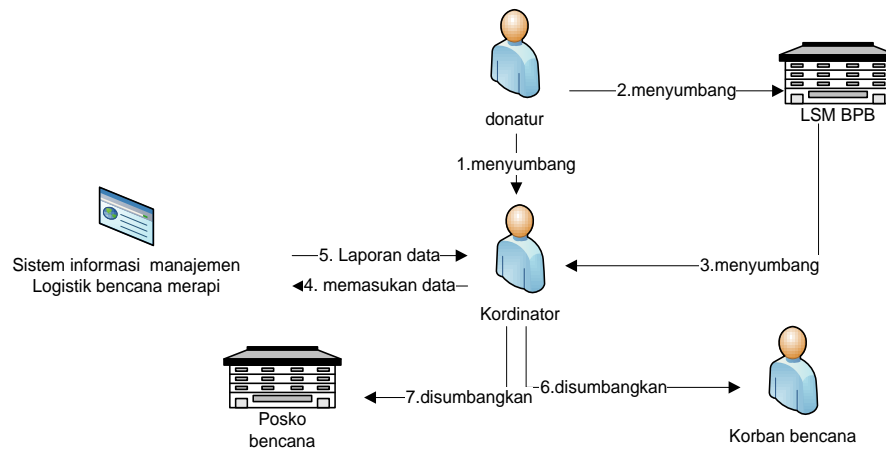 2.menyumbang
LSM BPB
donatur
1.menyumbang
5. Laporan data
3.menyumbang
Sistem informasi  manajemen
Logistik bencana merapi
4. memasukan data
Kordinator
7.disumbangkan
6.disumbangkan
Posko
bencana
Korban bencana